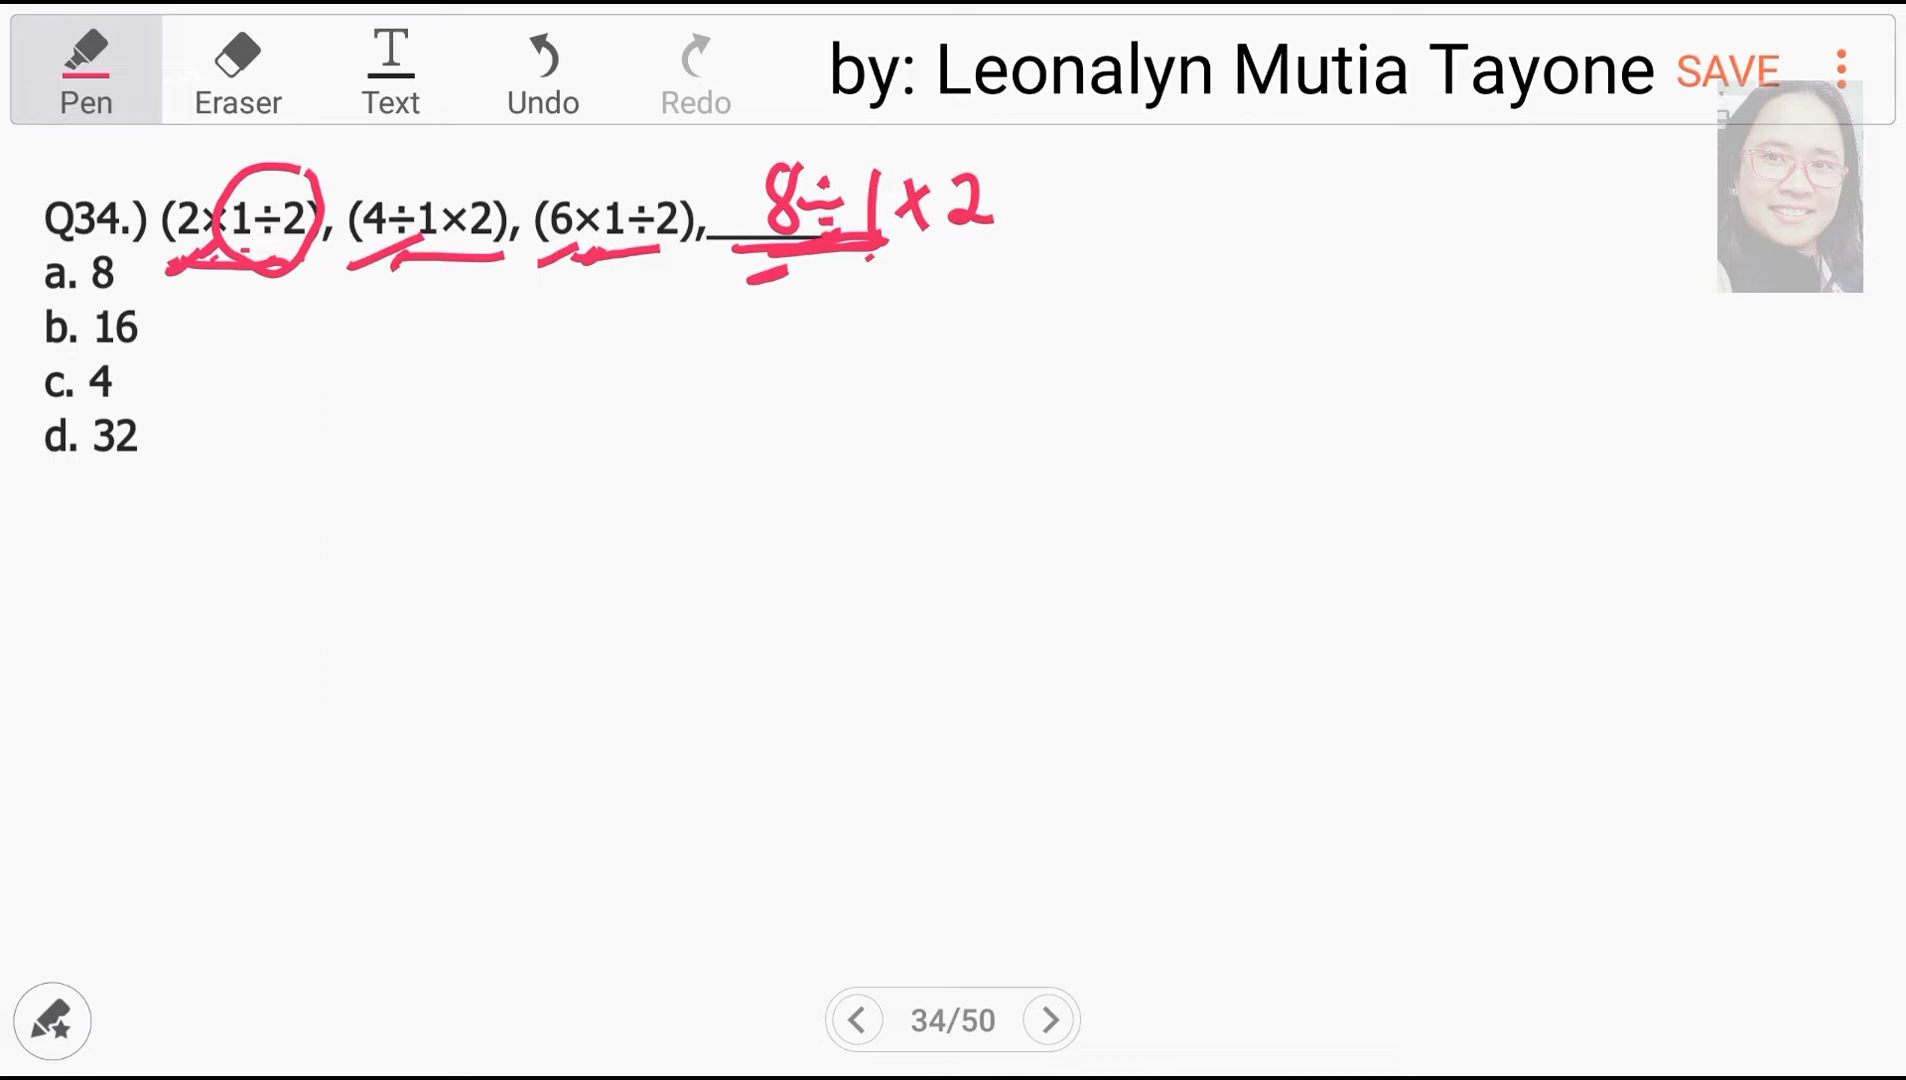 Pen
Eraser
T
Text
Undo
Redo
by: Leonalyn Mutia Tayone
SAVE
Q34.) (2×1÷2), (4÷1×2), (6×1÷2),________ 8÷1×2
a. 8
b. 16
c. 4
d. 32
34/50